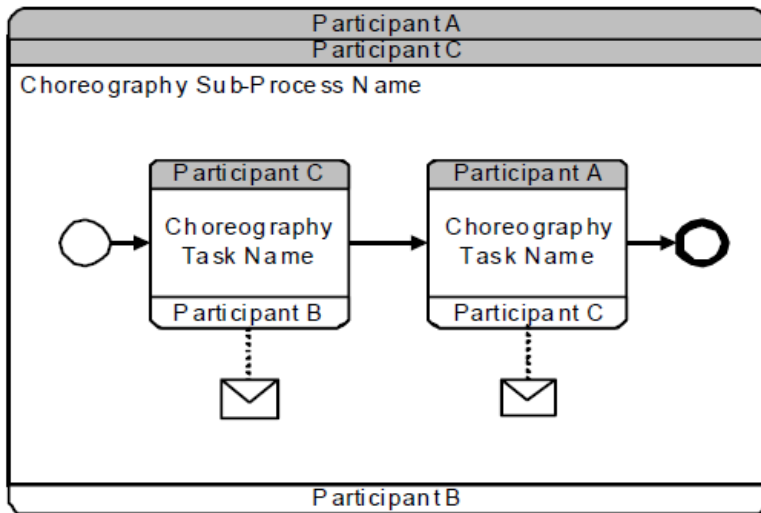 Participant A
Participant C
Choreography Sub-Process Name
Participant C
Choreography
Task Name
Participant B
Participant A
Choreography
Task Name
Participant C
Participant B